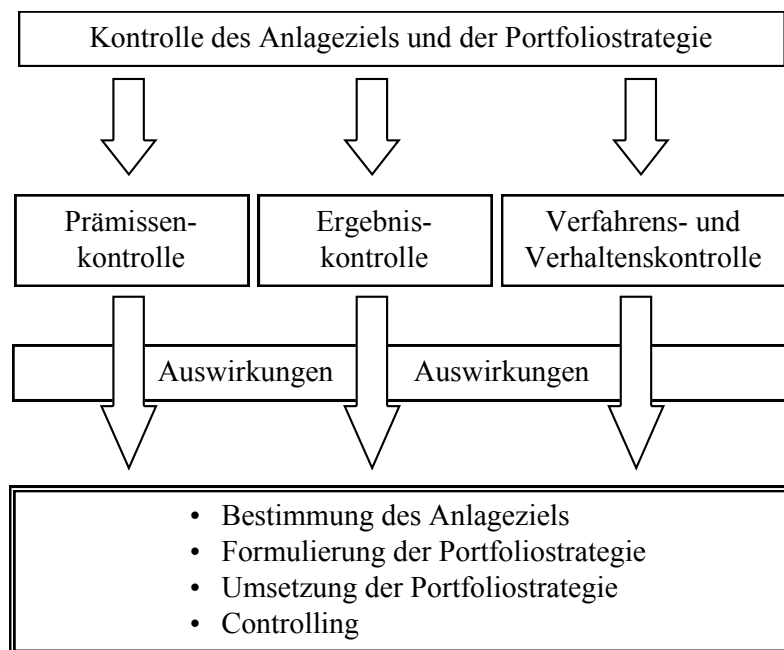 Kontrolle des Anlageziels und der Portfoliostrategie
Prämissen-
kontrolle
Ergebnis-
kontrolle
Verfahrens- und
Verhaltenskontrolle
Auswirkungen
Auswirkungen
• Bestimmung des Anlageziels
• Formulierung der Portfoliostrategie
• Umsetzung der Portfoliostrategie
• Controlling